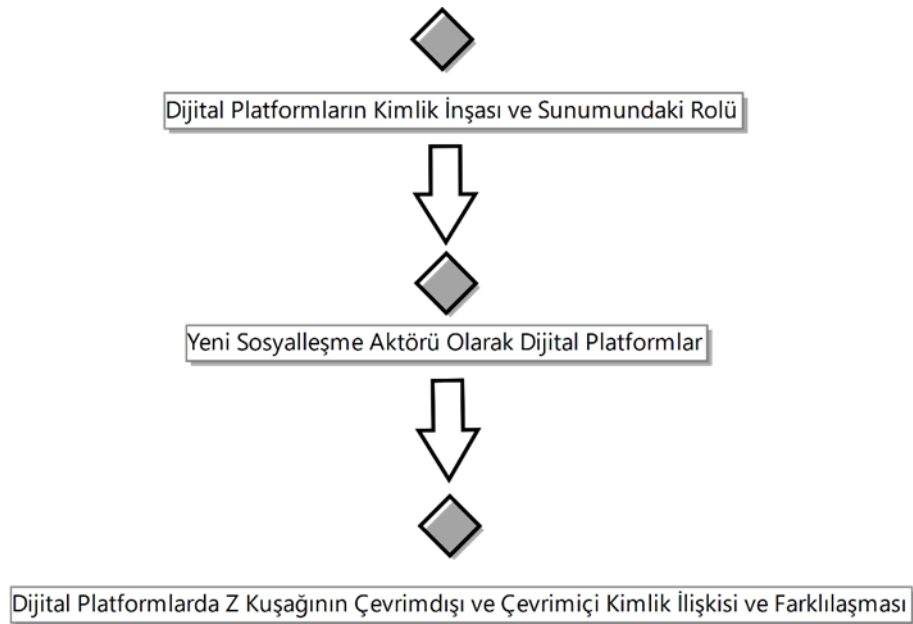 Dijital Platformların Kimlik İnşası ve Sunumundaki Rolü
Yeni Sosyalleşme Aktörü Olarak Dijital Platformlar
Dijital Platformlarda Z Kuşağının Çevrimdışı ve Çevrimiçi Kimlik İlişkisi ve Farklılaşması